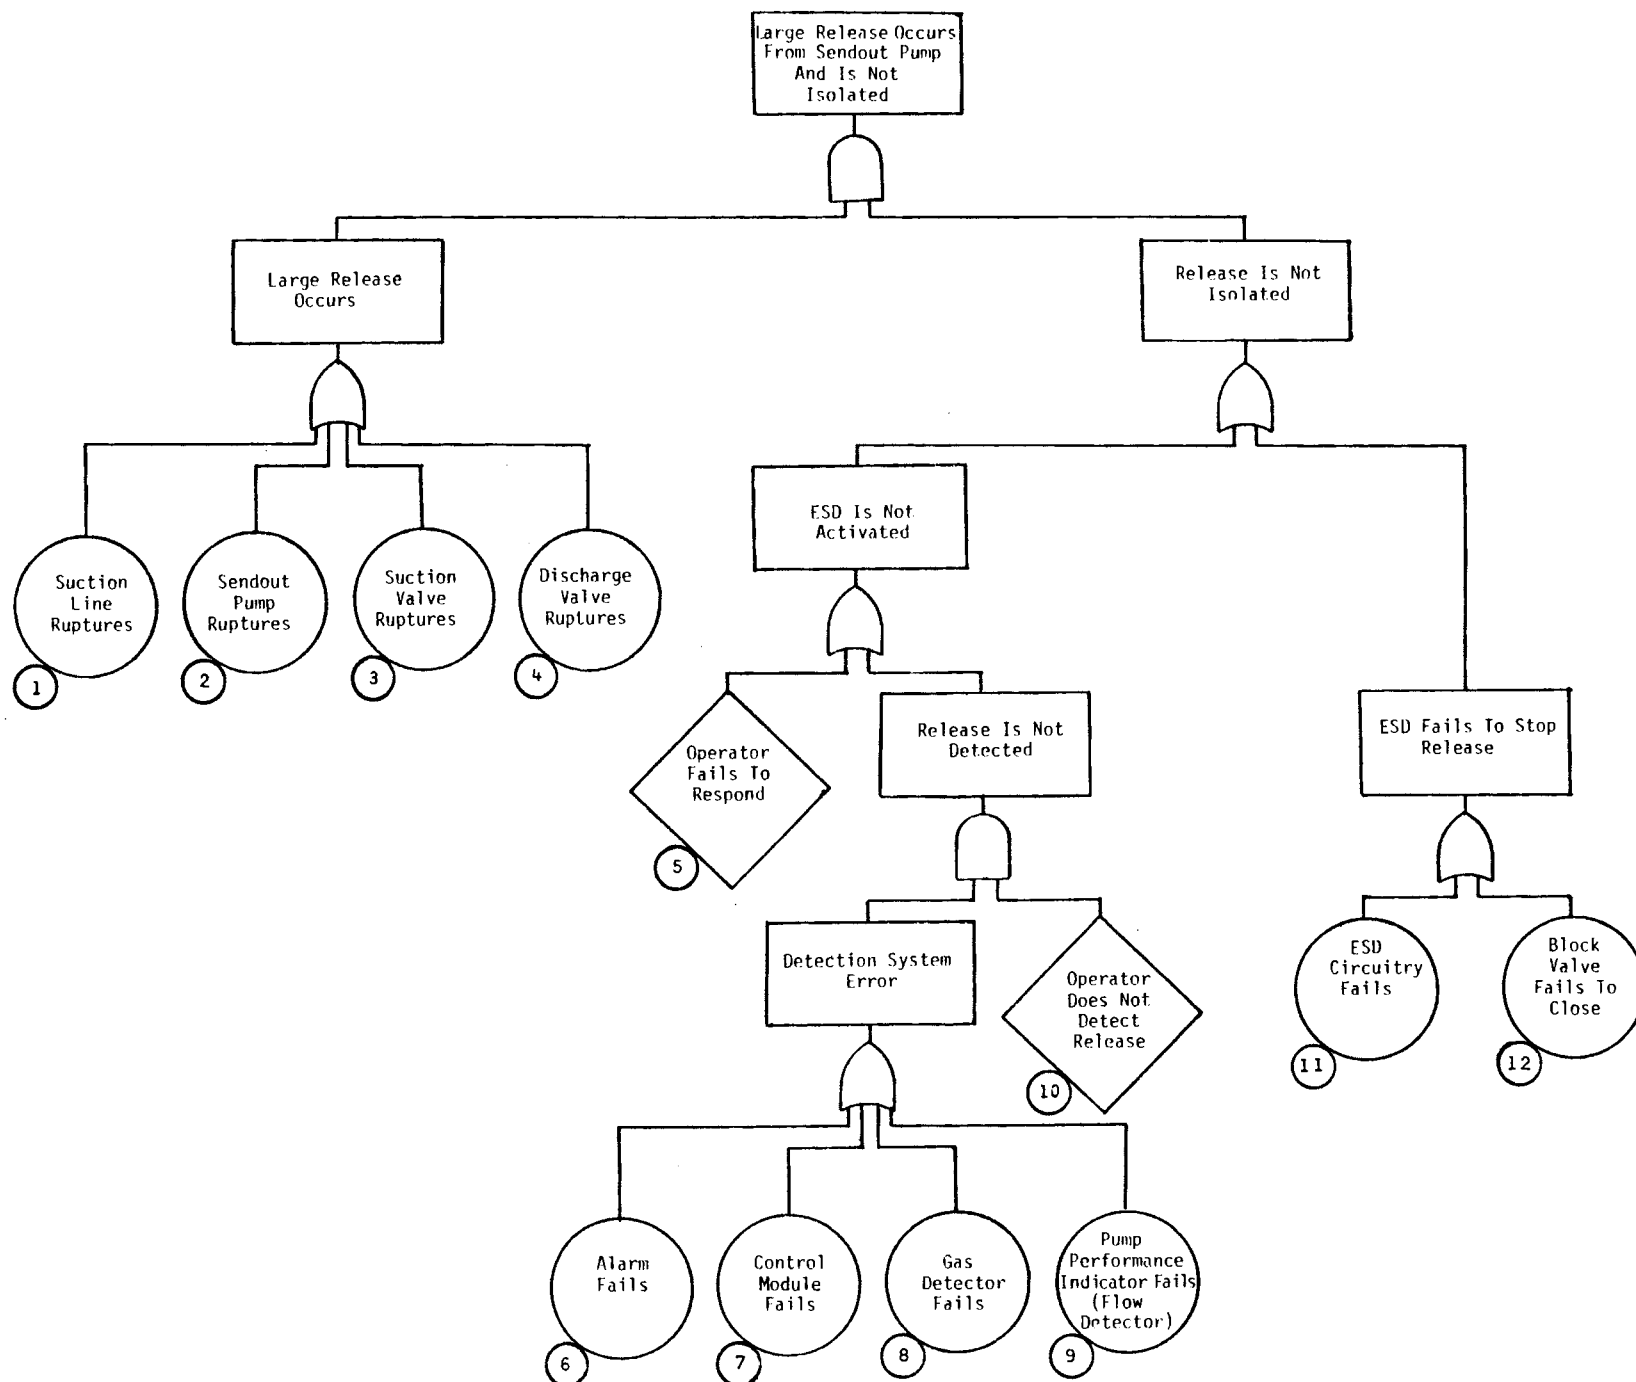 Large Release Occurs
From Sendout Pump
And Is Not
Isolated
Large Release
Occurs
Release Is Not
Isolated
ESD Is Not
Activated
Suction
Line
Ruptures
1
Sendout
Pump
Ruptures
2
Suction
Valve
Ruptures
3
Discharge
Valve
Ruptures
4
Operator
Fails To
Respond
5
Release Is Not
Detected
ESD Fails To Stop
Release
Detection System
Error
Operator
Does Not
Detect
Release
10
ESD
Circuitry
Fails
11
Block
Valve
Fails To
Close
12
Alarm
Fails
6
Control
Module
Fails
7
Gas
Detector
Fails
8
Pump
Performance
Indicator Fails
(Flow
Detector)
9